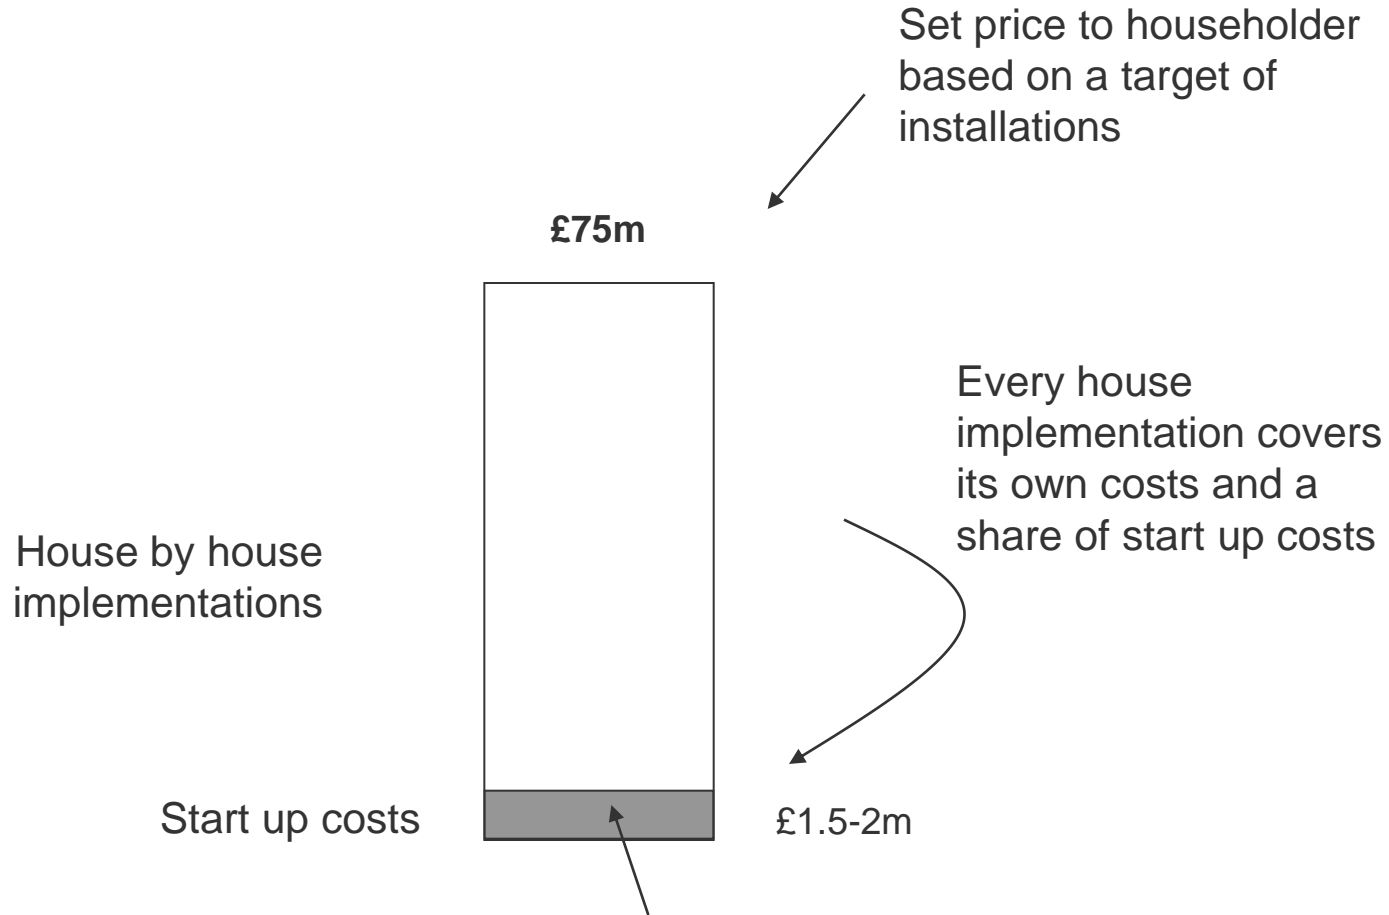 Set price to householder
based on a target of
installations
£75m
Every house
implementation covers
its own costs and a
share of start up costs
House by house
implementations
Start up costs
£1.5-2m